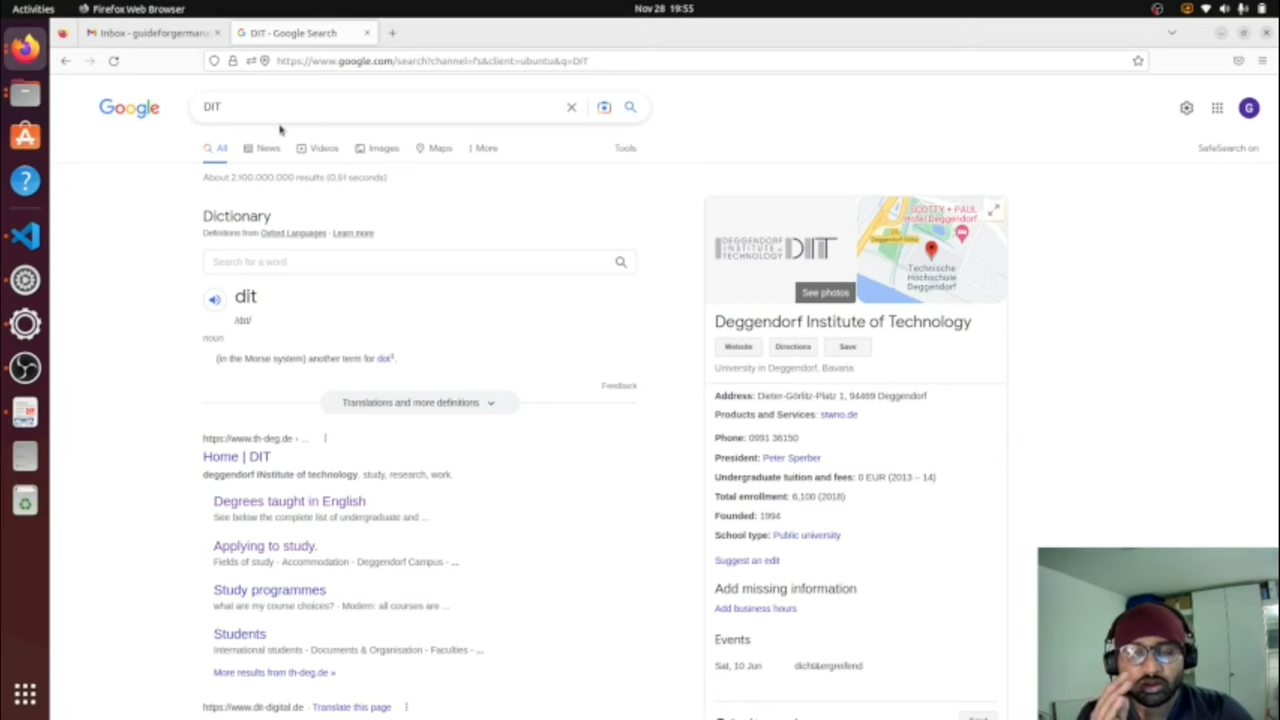 Activities
Firefox Web Browser
Nov 28 19:55
Inbox - guideforgermana
DIT - Google Search
https://www.google.com/search?channel=fs&client=ubuntu&q=DIT
Google
DIT
G
All
News
Videos
Images
Maps
More
Tools
SafeSearch on
About 2.100.000.000 results (0.51 seconds)
Dictionary
Definitions from Oxford Languages · Learn more
Search for a word
dit
/dɪt/
noun
(in the Morse system) another term for dot¹.
Feedback
Translations and more definitions
https://www.th-deg.de › ...
Home | DIT
deggendorf INstitute of technology. study, research, work.
Degrees taught in English
See below the complete list of undergraduate and ...
Applying to study.
Fields of study - Accommodation - Deggendorf Campus - ...
Study programmes
what are my course choices? · Modern: all courses are ...
Students
International students - Documents & Organisation - Faculties - ...
More results from th-deg.de »
https://www.dit-digital.de · Translate this page
DEGGENDORF
INSTITUTE of
TECHNOLOGY
DIT
See photos
SCOTTY + PAUL
Hotel Deggendorf
Technische
Hochschule
Deggendorf
Deggendorf Institute of Technology
Website
Directions
Save
University in Deggendorf, Bavaria
Address: Dieter-Görlitz-Platz 1, 94469 Deggendorf
Products and Services: stwno.de
Phone: 0991 36150
President: Peter Sperber
Undergraduate tuition and fees: 0 EUR (2013 – 14)
Total enrollment: 6,100 (2018)
Founded: 1994
School type: Public university
Suggest an edit
Add missing information
Add business hours
Events
Sat, 10 Jun
dicht&ergreifend